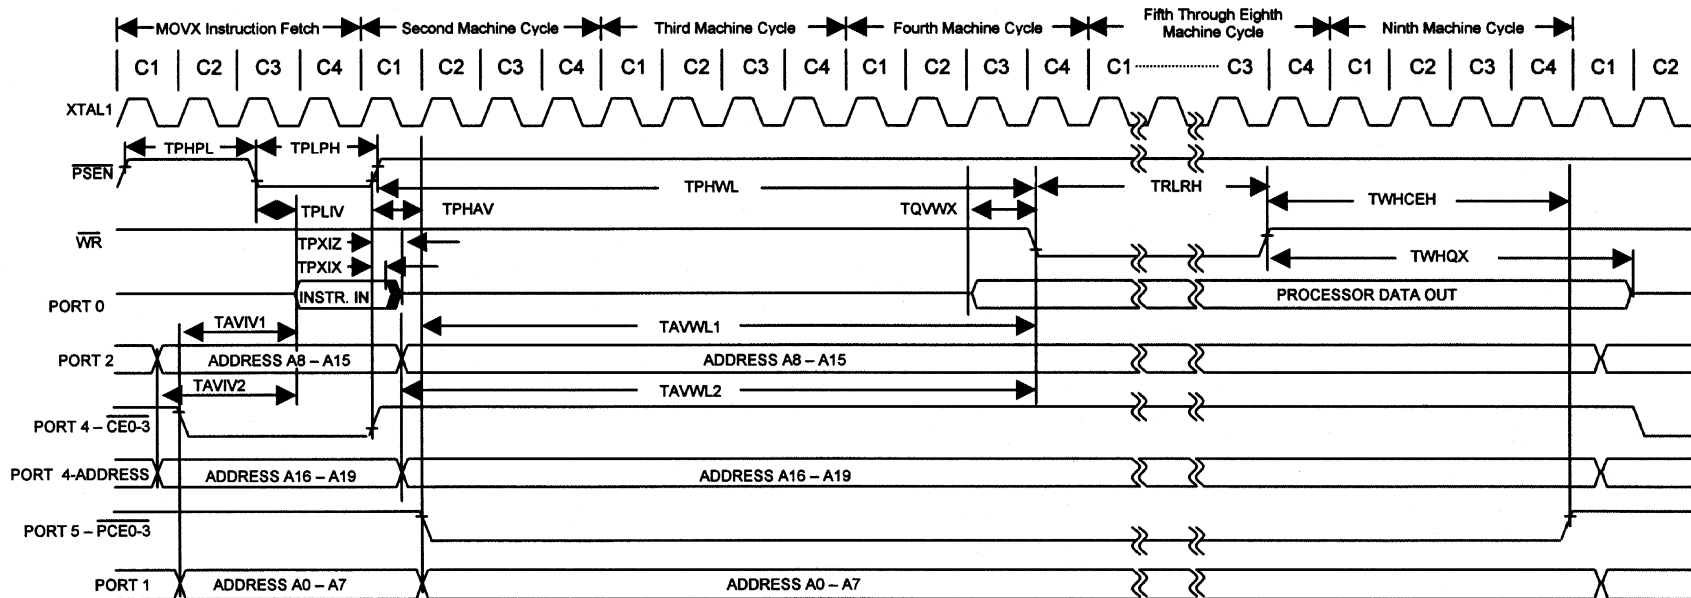 MOVX Instruction Fetch Second Machine Cycle Third Machine Cycle Fourth Machine Cycle Fifth Through Eighth Machine Cycle Ninth Machine Cycle
C1 C2 C3 C4 C1 C2 C3 C4 C1 C2 C3 C4 C1 C2 C3 C4 C1 C3 C4 C1 C2 C3 C4 C1 C2
XTAL1
TPHPL TPLPH
PSEN
TPHWL TRLRH
TWHCEH
TPLIV TPHAV TQVWX
WR
TPXIZ
TWHQX
TPXIX
PORT 0 INSTR. IN PROCESSOR DATA OUT
TAVIV1 TAVWL1
PORT 2 ADDRESS A8 – A15 ADDRESS A8 – A15
TAVIV2 TAVWL2
PORT 4 – CE0-3
PORT 4-ADDRESS ADDRESS A16 – A19 ADDRESS A16 – A19
PORT 5 – PCE0-3
PORT 1 ADDRESS A0 – A7 ADDRESS A0 – A7